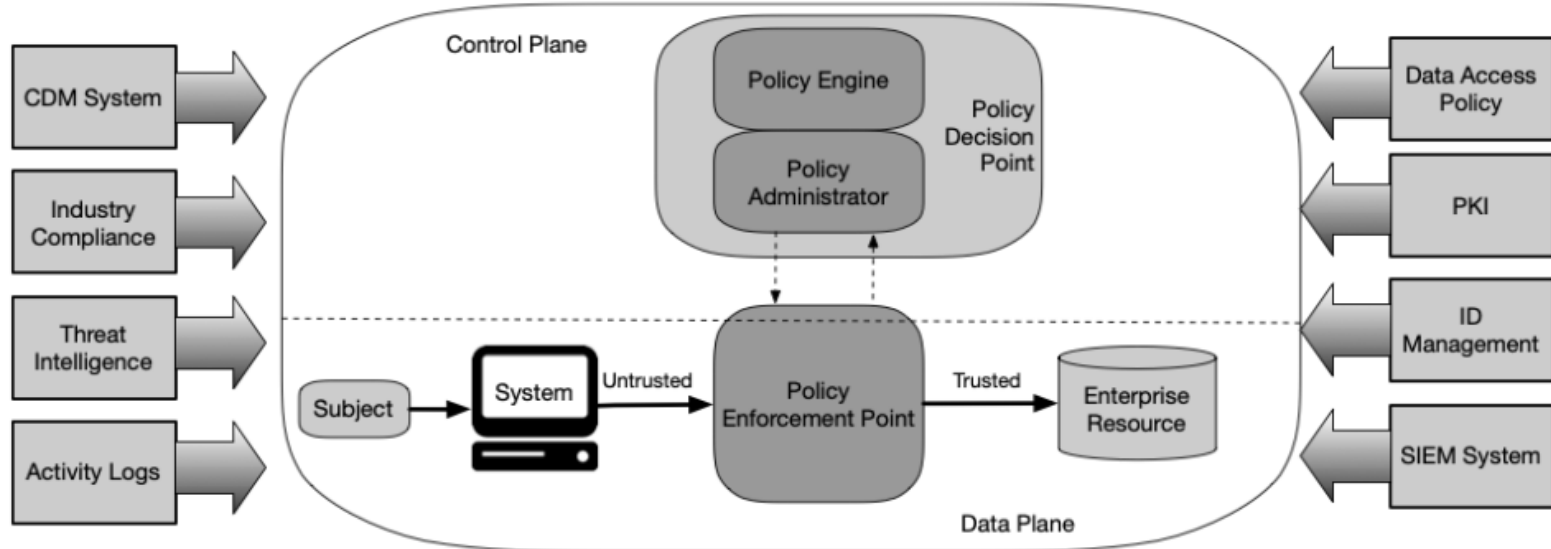 Control Plane
CDM System
Industry
Compliance
Threat
Intelligence
Activity Logs
Policy Engine
Policy
Administrator
Policy
Decision
Point
Subject
System
Untrusted
Policy
Enforcement Point
Trusted
Enterprise
Resource
Data Plane
Data Access
Policy
PKI
ID
Management
SIEM System